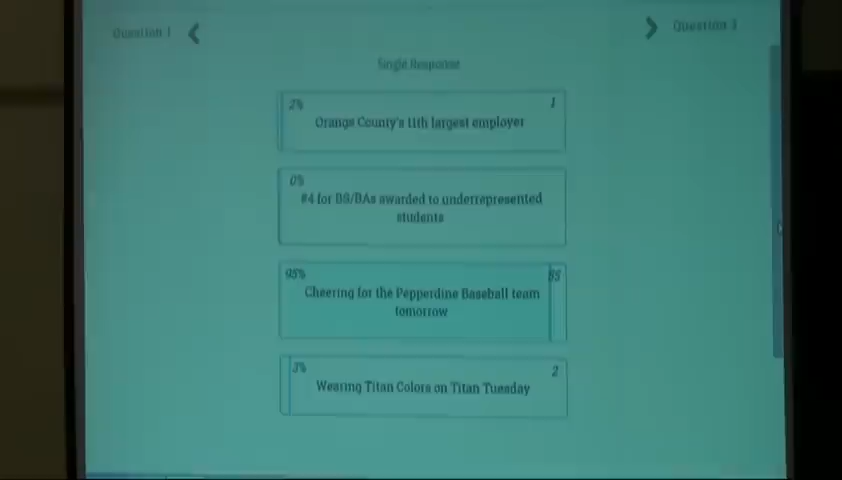 Question 1
Question 3
Single Response
2%
1
Orange County's 11th largest employer
0%
#4 for BS/BAs awarded to underrepresented
students
95%
55
Cheering for the Pepperdine Baseball team
tomorrow
3%
2
Wearing Titan Colors on Titan Tuesday